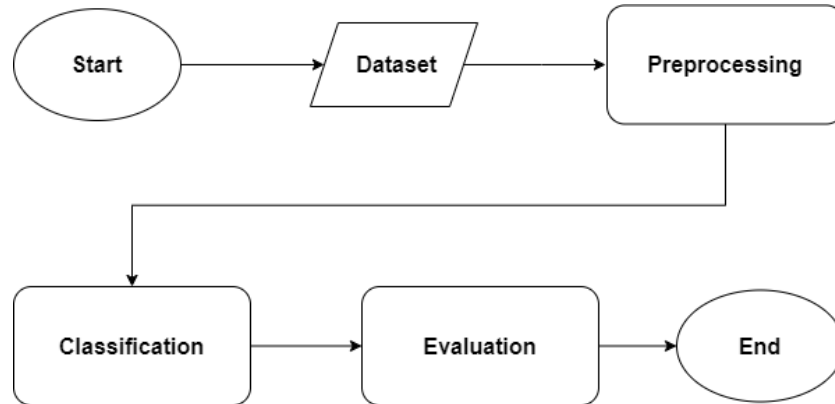 Start
Dataset
Preprocessing
Classification
Evaluation
End